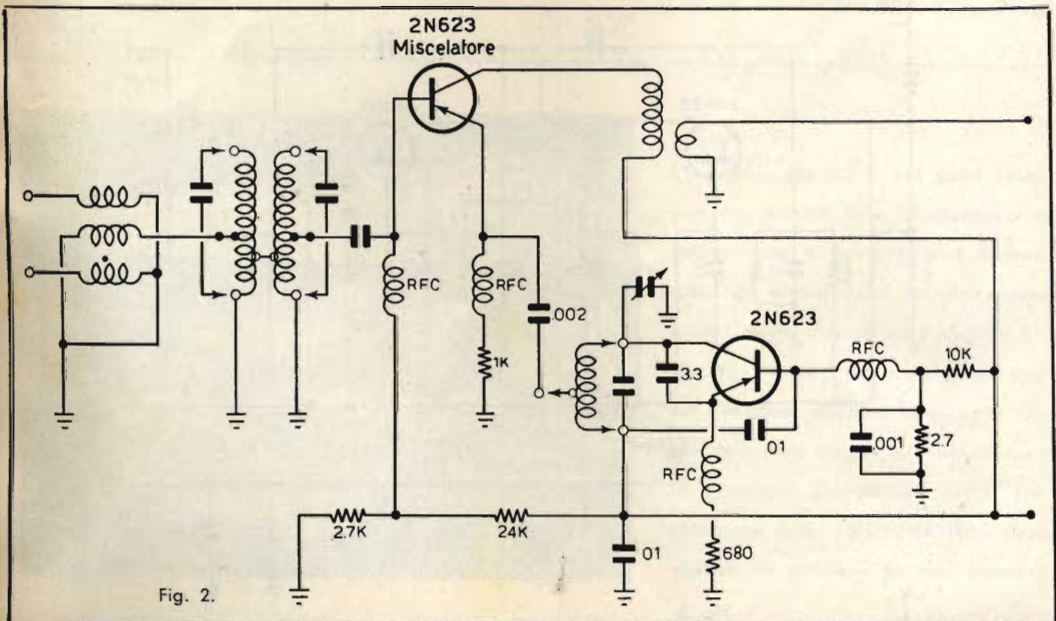 2N623
Miscelatore
RFC
RFC
1K
.002
2N623
3.3
RFC
10K
01
.001
2.7
RFC
2.7K
24K
01
680
Fig. 2.